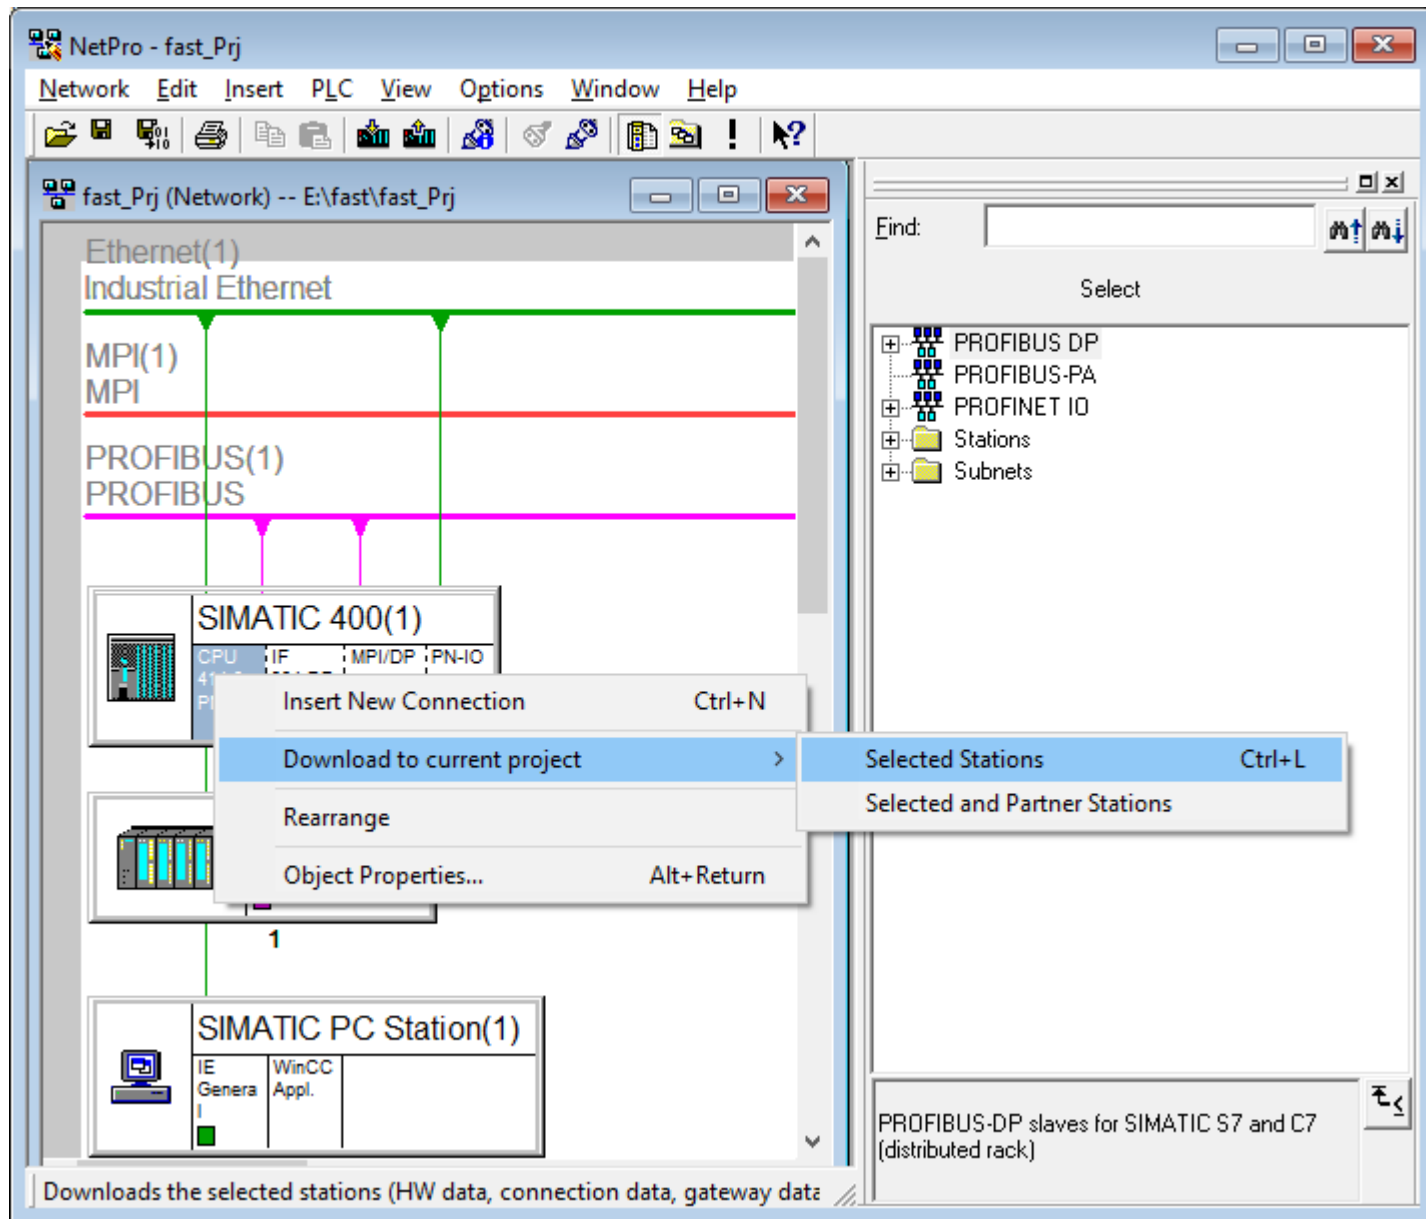 NetPro - fast_Prj
Network Edit Insert PLC View Options Window Help
fast_Prj (Network) -- E:\fast\fast_Prj
Ethernet(1)
Industrial Ethernet
MPI(1)
MPI
PROFIBUS(1)
PROFIBUS
SIMATIC 400(1)
CPU IF MPI/DP PN-IO
Insert New Connection Ctrl+N
Download to current project >
Rearrange
Object Properties... Alt+Return
Selected Stations Ctrl+L
Selected and Partner Stations
1
SIMATIC PC Station(1)
IE WinCC
Genera Appl.
l
Downloads the selected stations (HW data, connection data, gateway data
Find:
Select
PROFIBUS DP
PROFIBUS-PA
PROFINET IO
Stations
Subnets
PROFIBUS-DP slaves for SIMATIC S7 and C7
(distributed rack)